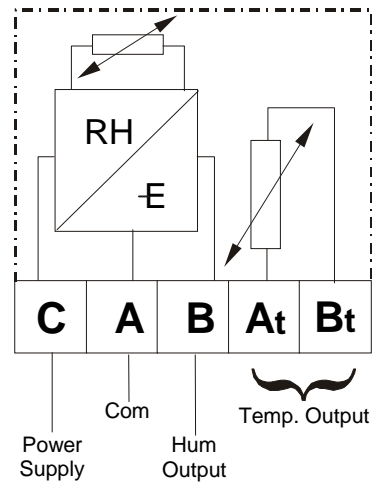 RH
E
C A B At Bt
Com
Temp. Output
Power
Supply
Hum
Output